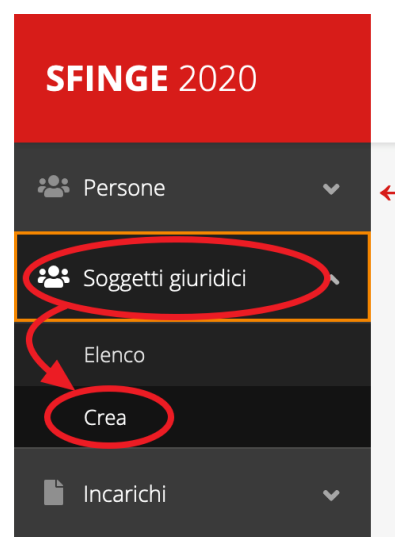 SFINGE 2020
Persone
Soggetti giuridici
Elenco
Crea
Incarichi